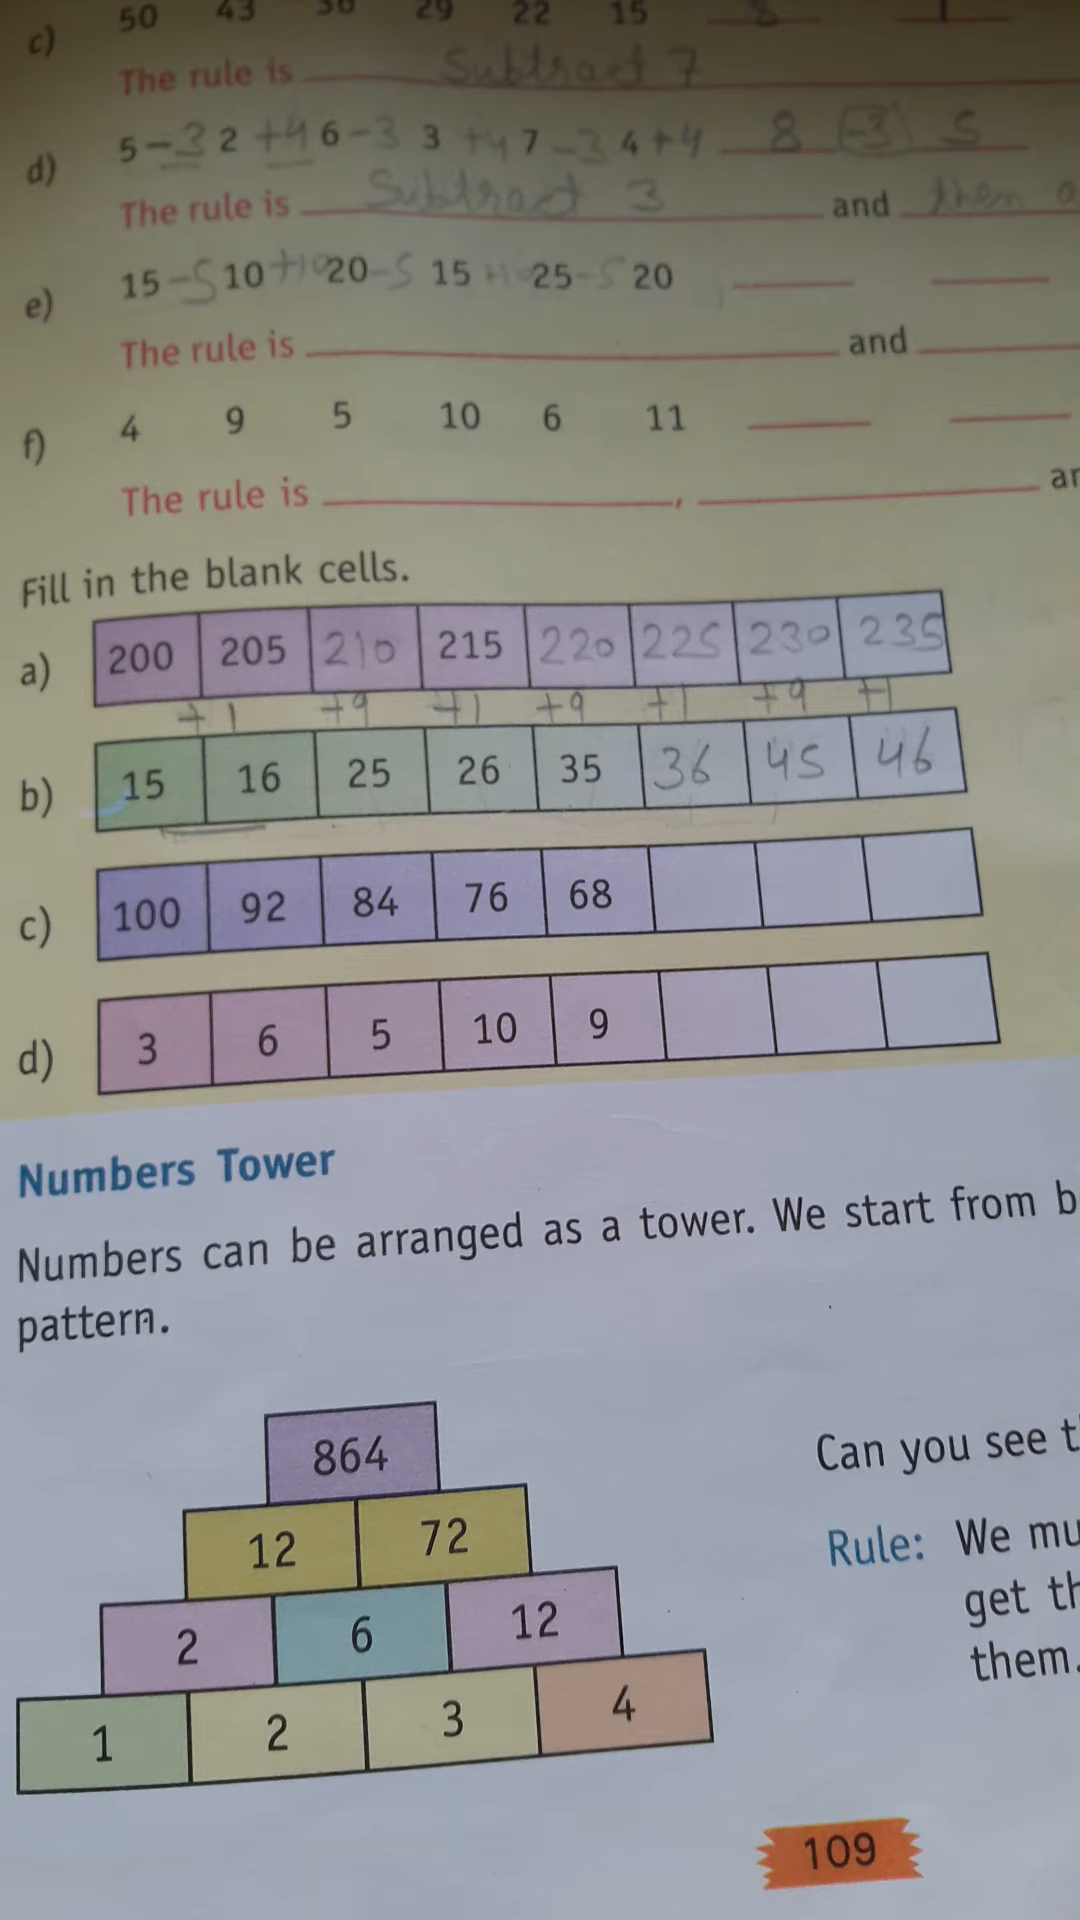 c) 50 43 36 29 22 15 8 1
The rule is Subtract 7
d) 5 -3 2 +4 6 -3 3 +4 7 -3 4 +4 8 -3 5
The rule is Subtract 3 and then
e) 15 -5 10 +10 20 -5 15 25 -5 20
The rule is and
f) 4 9 5 10 6 11
The rule is ,
Fill in the blank cells.
a) 200 205 210 215 220 225 230 235
+1 +9 +1 +9 +1 +9 +1
b) 15 16 25 26 35 36 45 46
c) 100 92 84 76 68
d) 3 6 5 10 9
Numbers Tower
Numbers can be arranged as a tower. We start from
pattern.
864
Can you see
12 72
Rule: We
get
2 6 12
them.
1 2 3 4
109